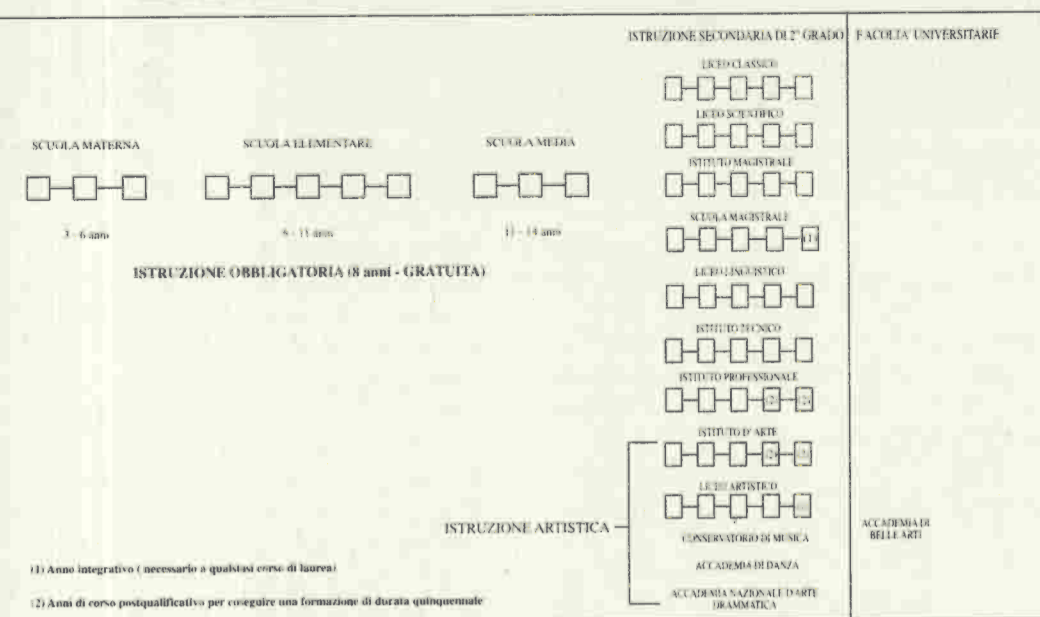 ISTRUZIONE SECONDARIA DI 2° GRADO
FACOLTA' UNIVERSITARIE
LICEO CLASSICO
LICEO SCIENTIFICO
SCUOLA MATERNA
SCUOLA ELEMENTARE
SCUOLA MEDIA
ISTITUTO MAGISTRALE
3 - 6 anni
6 - 11 anni
11 - 14 anni
SCUOLA MAGISTRALE
(1)
ISTRUZIONE OBBLIGATORIA (8 anni - GRATUITA)
LICEO LINGUISTICO
ISTITUTO TECNICO
ISTITUTO PROFESSIONALE
(2) (2)
ISTITUTO D'ARTE
(2) (2)
LICEO ARTISTICO
ISTRUZIONE ARTISTICA
CONSERVATORIO DI MUSICA
ACCADEMIA DI
BELLE ARTI
ACCADEMIA DI DANZA
ACCADEMIA NAZIONALE D'ARTE
DRAMMATICA
(1) Anno integrativo ( necessario a qualsiasi corso di laurea)
(2) Anni di corso postqualificativo per coseguire una formazione di durata quinquennale